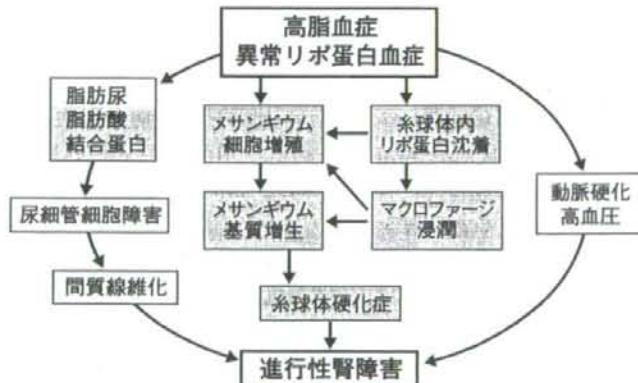 高脂血症
異常リポ蛋白血症
脂肪尿
脂肪酸
結合蛋白
メサンギウム
細胞増殖
糸球体内
リポ蛋白沈着
尿細管細胞障害
メサンギウム
基質増生
マクロファージ
浸潤
動脈硬化
高血圧
間質線維化
糸球体硬化症
進行性腎障害